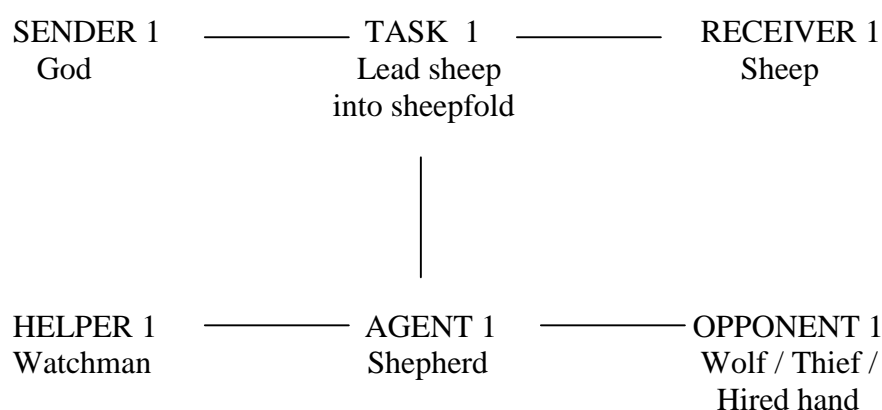 SENDER 1 TASK 1 RECEIVER 1
God Lead sheep Sheep
into sheepfold
HELPER 1 AGENT 1 OPPONENT 1
Watchman Shepherd Wolf / Thief /
Hired hand